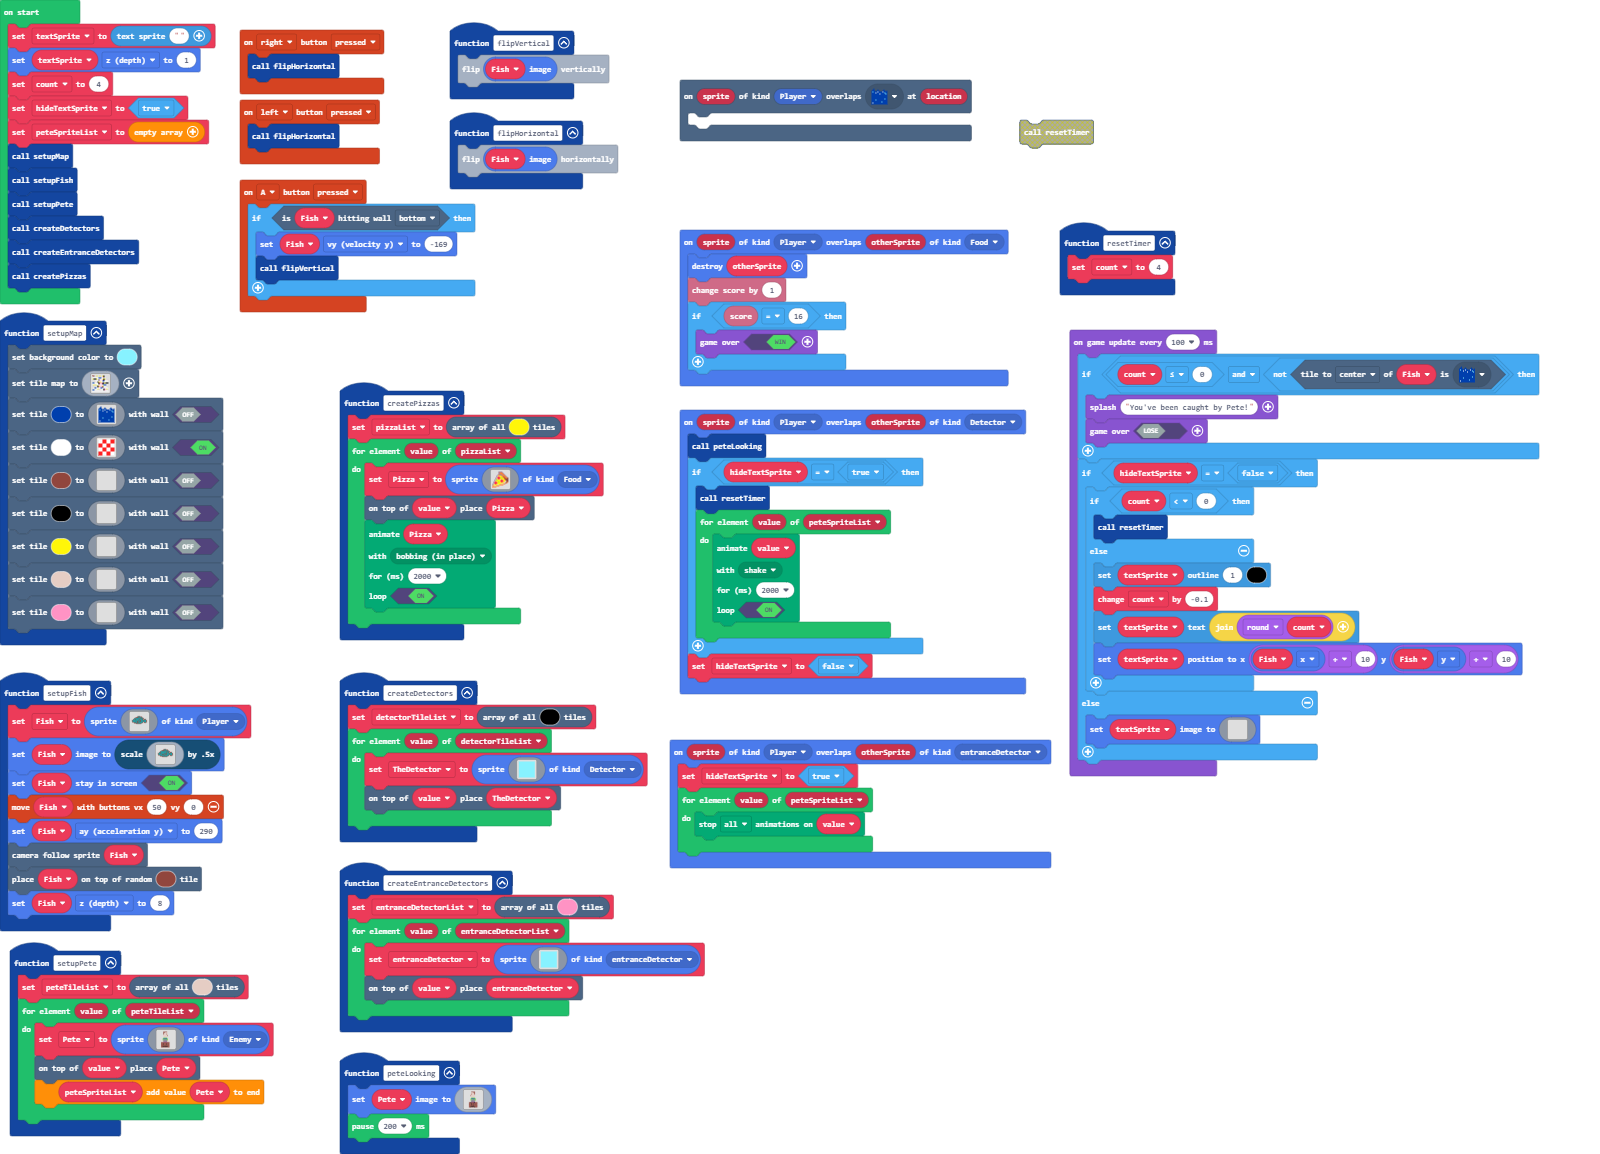 on start
set textSprite to text sprite " "
set textSprite z (depth) to 1
set count to 4
set hideTextSprite to true
set peteSpriteList to empty array
call setupMap
call setupFish
call setupPete
call createDetectors
call createEntranceDetectors
call createPizzas
function setupMap
set background color to
set tile map to
set tile to with wall OFF
set tile to with wall ON
set tile to with wall OFF
set tile to with wall OFF
set tile to with wall OFF
set tile to with wall OFF
set tile to with wall OFF
function setupFish
set Fish to sprite of kind Player
set Fish image to scale by .5x
set Fish stay in screen ON
move Fish with buttons vx 50 vy 0
set Fish ay (acceleration y) to 290
camera follow sprite Fish
place Fish on top of random tile
set Fish z (depth) to 8
function setupPete
set peteTileList to array of all tiles
for element value of peteTileList
do
set Pete to sprite of kind Enemy
on top of value place Pete
peteSpriteList add value Pete to end
on right button pressed
call flipHorizontal
on left button pressed
call flipHorizontal
on A button pressed
if is Fish hitting wall bottom then
set Fish vy (velocity y) to -169
call flipVertical
function flipVertical
flip Fish image vertically
function flipHorizontal
flip Fish image horizontally
function createPizzas
set pizzaList to array of all tiles
for element value of pizzaList
do
set Pizza to sprite of kind Food
on top of value place Pizza
animate Pizza
with bobbing (in place)
for (ms) 2000
loop ON
function createDetectors
set detectorTileList to array of all tiles
for element value of detectorTileList
do
set TheDetector to sprite of kind Detector
on top of value place TheDetector
function createEntranceDetectors
set entranceDetectorList to array of all tiles
for element value of entranceDetectorList
do
set entranceDetector to sprite of kind entranceDetector
on top of value place entranceDetector
function peteLooking
set Pete image to
pause 200 ms
on sprite of kind Player overlaps at location
call resetTimer
on sprite of kind Player overlaps otherSprite of kind Food
destroy otherSprite
change score by 1
if score = 16 then
game over WIN
on sprite of kind Player overlaps otherSprite of kind Detector
call peteLooking
if hideTextSprite = true then
call resetTimer
for element value of peteSpriteList
do
animate value
with shake
for (ms) 2000
loop ON
set hideTextSprite to false
on sprite of kind Player overlaps otherSprite of kind entranceDetector
set hideTextSprite to true
for element value of peteSpriteList
do
stop all animations on value
function resetTimer
set count to 4
on game update every 100 ms
if count ≤ 0 and not tile to center of Fish is then
splash "You've been caught by Pete!"
game over LOSE
if hideTextSprite = false then
if count < 0 then
call resetTimer
else
set textSprite outline 1
change count by -0.1
set textSprite text join round count
set textSprite position to x Fish x + 10 y Fish y + 10
else
set textSprite image to